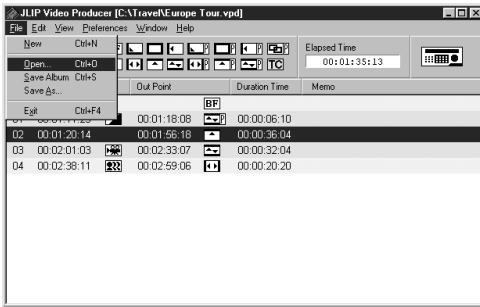 JLIP Video Producer [C:\Travel\Europe Tour.vpd]
File Edit View Preferences Window Help
New Ctrl+N
Open... Ctrl+O
Save Album Ctrl+S
Save As...
Exit Ctrl+F4
P P P P
P P P TC
Elapsed Time
00:01:35:13
Out Point Duration Time Memo
BF
00:01:18:08 P 00:00:06:10
02 00:01:20:14 00:01:56:18 00:00:36:04
03 00:02:01:03 00:02:33:07 00:00:32:04
04 00:02:38:11 00:02:59:06 00:00:20:20